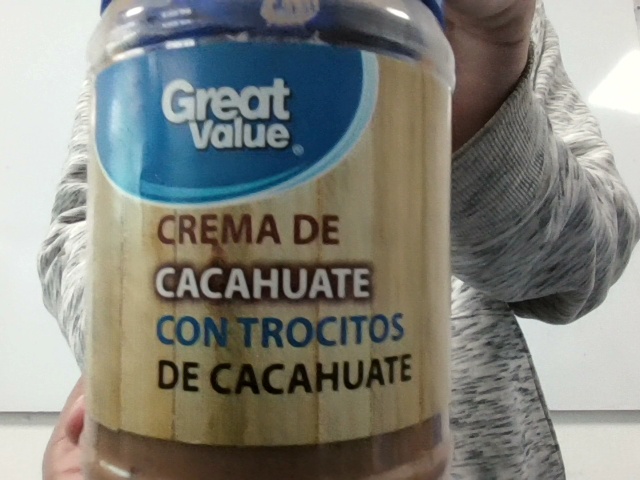 Great
Value
CREMA DE
CACAHUATE
CON TROCITOS
DE CACAHUATE